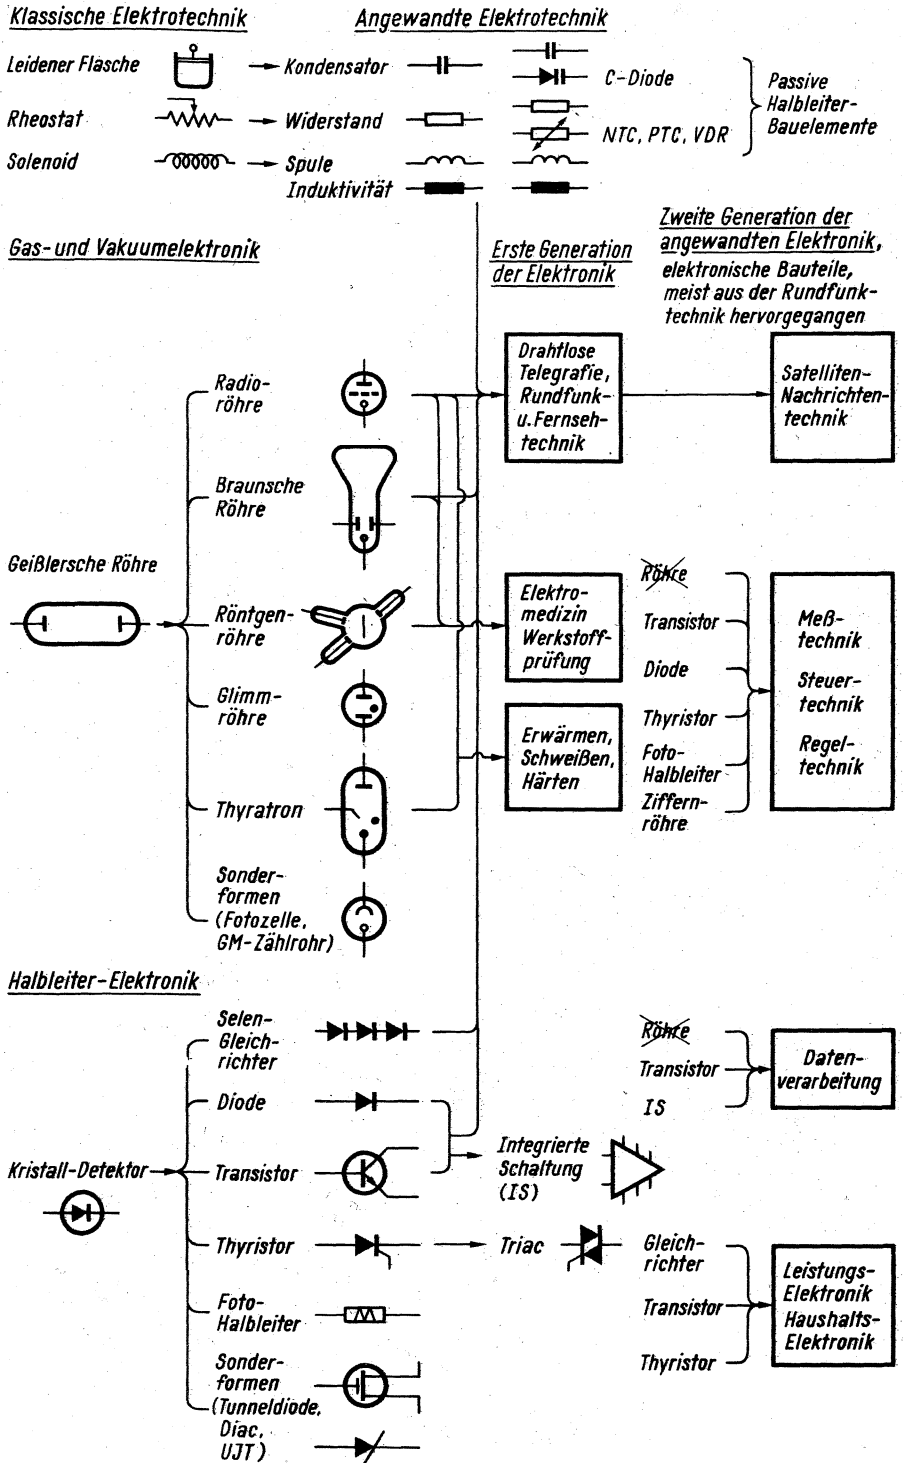 Klassische Elektrotechnik
Angewandte Elektrotechnik
Leidener Flasche
Kondensator
C-Diode
Rheostat
Widerstand
NTC, PTC, VDR
Passive
Halbleiter-
Bauelemente
Solenoid
Spule
Induktivität
Gas- und Vakuumelektronik
Erste Generation
der Elektronik
Zweite Generation der
angewandten Elektronik,
elektronische Bauteile,
meist aus der Rundfunk-
technik hervorgegangen
Geißlersche Röhre
Radio-
röhre
Braunsche
Röhre
Röntgen-
röhre
Glimm-
röhre
Thyratron
Sonder-
formen
(Fotozelle,
GM-Zählrohr)
Drahtlose
Telegrafie,
Rundfunk-
u. Fernseh-
technik
Satelliten-
Nachrichten-
technik
Elektro-
medizin
Werkstoff-
prüfung
Erwärmen,
Schweißen,
Härten
Röhre
Transistor
Diode
Thyristor
Foto-
Halbleiter
Ziffern-
röhre
Meß-
technik
Steuer-
technik
Regel-
technik
Halbleiter-Elektronik
Kristall-Detektor
Selen-
Gleich-
richter
Diode
Transistor
Thyristor
Foto-
Halbleiter
Sonder-
formen
(Tunneldiode,
Diac,
UJT)
Integrierte
Schaltung
(IS)
Triac
Röhre
Transistor
IS
Daten-
verarbeitung
Gleich-
richter
Transistor
Thyristor
Leistungs-
Elektronik
Haushalts-
Elektronik